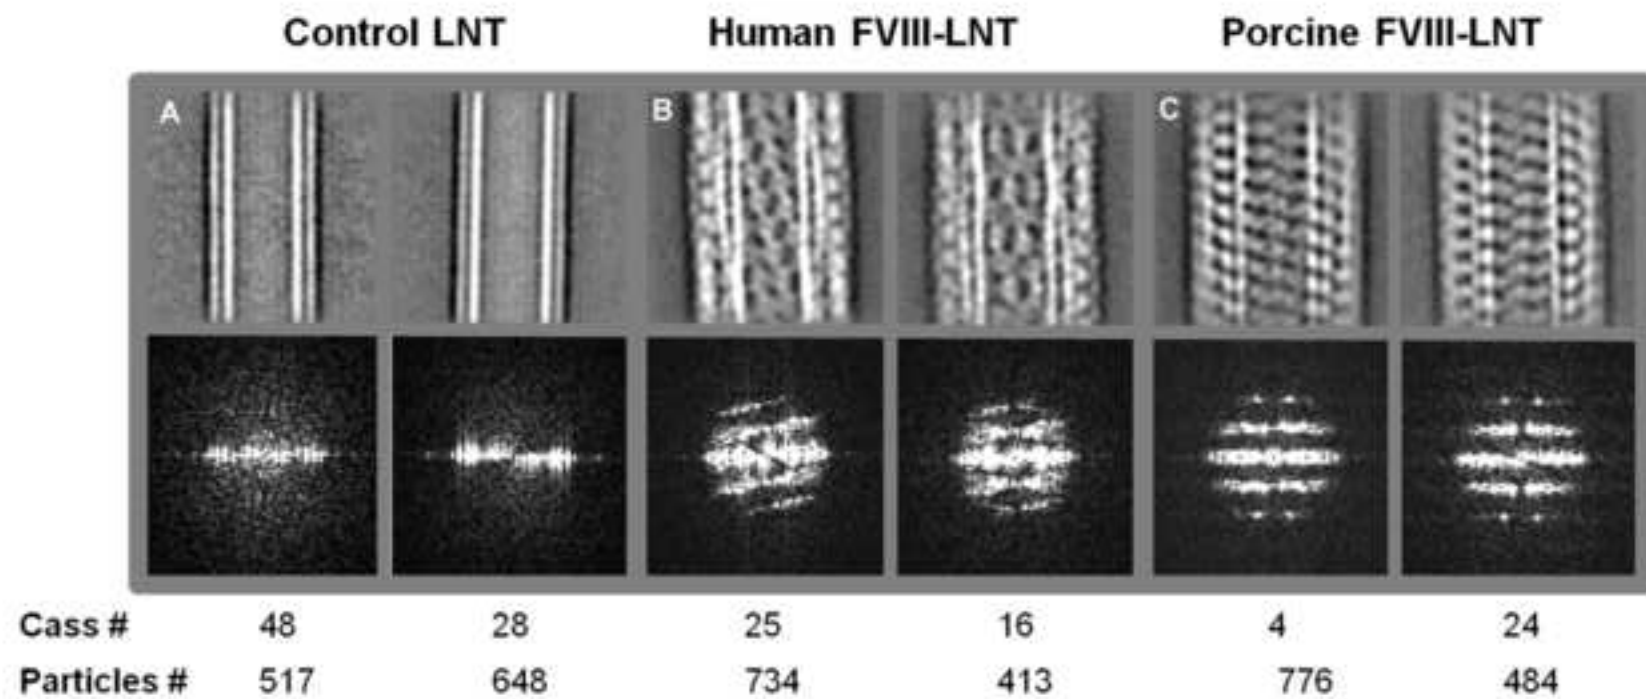 Control LNT Human FVIII-LNT Porcine FVIII-LNT
A B C
Cass # 48 28 25 16 4 24
Particles # 517 648 734 413 776 484